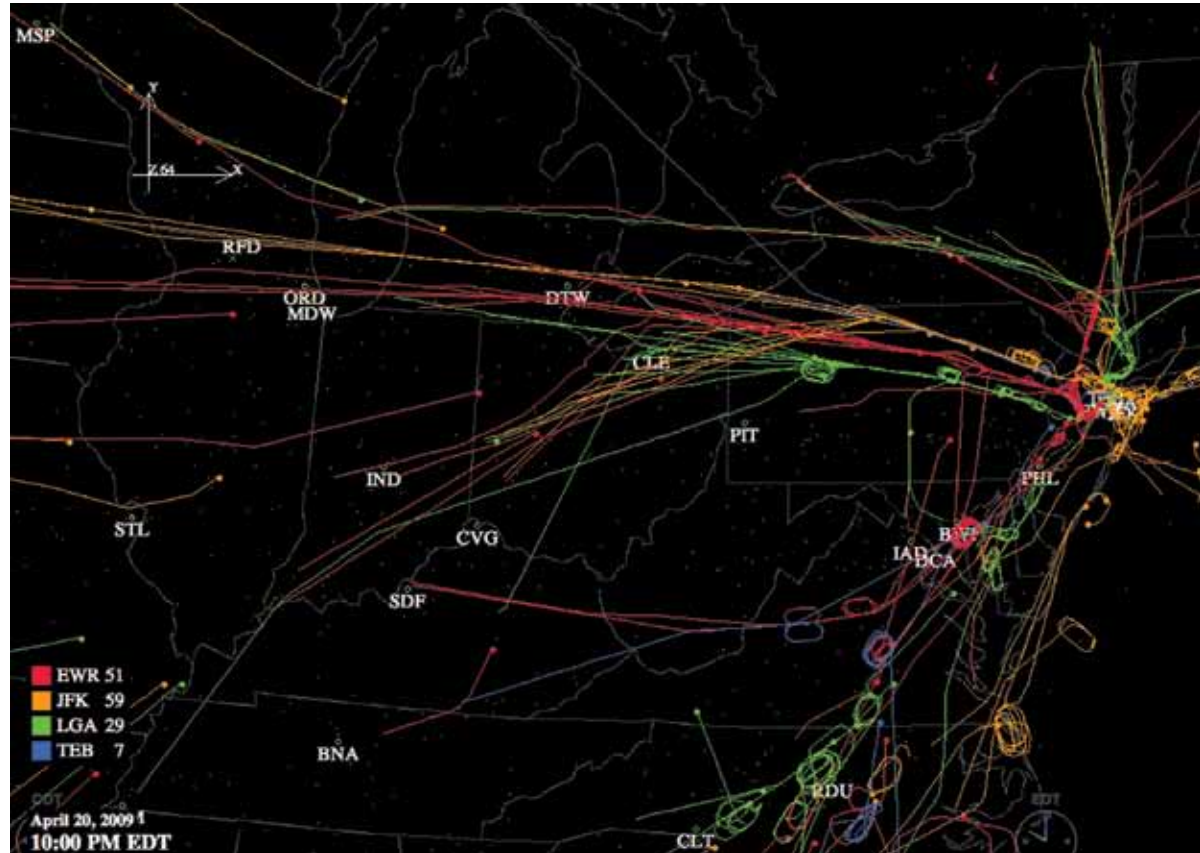 MSP
Y
Z 64 X
RFD
ORD
MDW
DTW
CLE
PIT
IND
PHL
STL
CVG
IAD
DCA
SDF
EWR 51
JFK 59
LGA 29
TEB 7
BNA
RDU
CDT
EDT
April 20, 2009
10:00 PM EDT
CLT